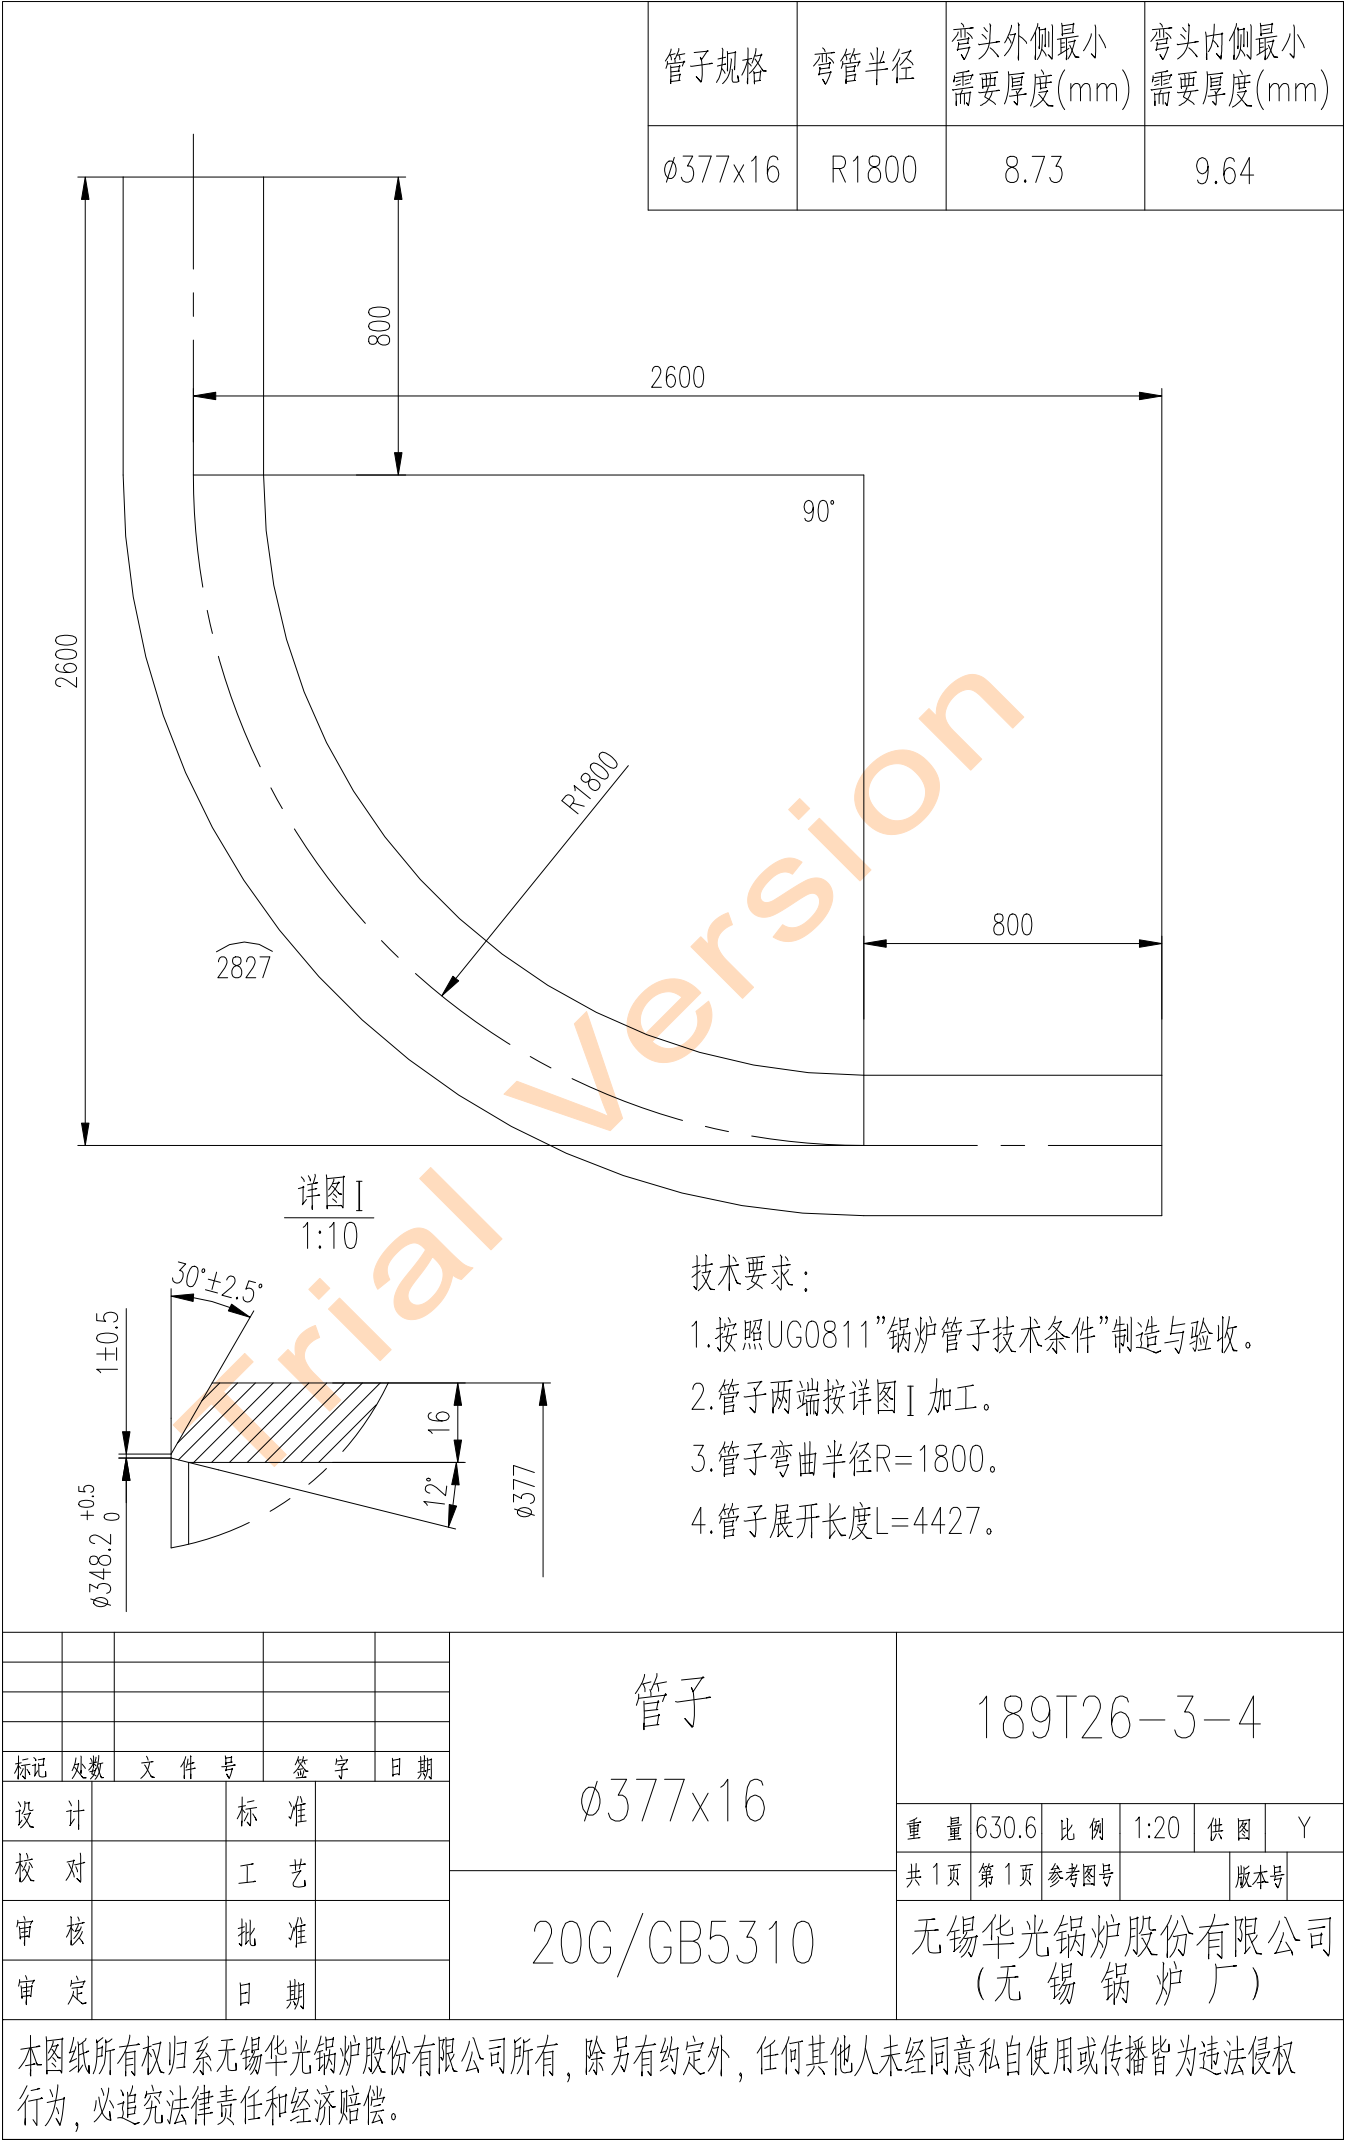 管子规格 弯管半径 弯头外侧最小需要厚度(mm) 弯头内侧最小需要厚度(mm)
ø377x16 R1800 8.73 9.64
800
2600
90°
2600
R1800
800
2827
详图 I
1:10
30°±2.5°
1±0.5
16
12°
ø377
ø348.2 +0.5 0
技术要求：
1.按照UG0811"锅炉管子技术条件"制造与验收。
2.管子两端按详图 I 加工。
3.管子弯曲半径R=1800。
4.管子展开长度L=4427。
Trial Version
标记 处数 文件号 签字 日期
设计 标准
校对 工艺
审核 批准
审定 日期
管子
ø377x16
20G/GB5310
189T26-3-4
重量 630.6 比例 1:20 供图 Y
共1页 第1页 参考图号 版本号
无锡华光锅炉股份有限公司
(无锡锅炉厂)
本图纸所有权归系无锡华光锅炉股份有限公司所有, 除另有约定外, 任何其他人未经同意私自使用或传播皆为违法侵权
行为, 必追究法律责任和经济赔偿。